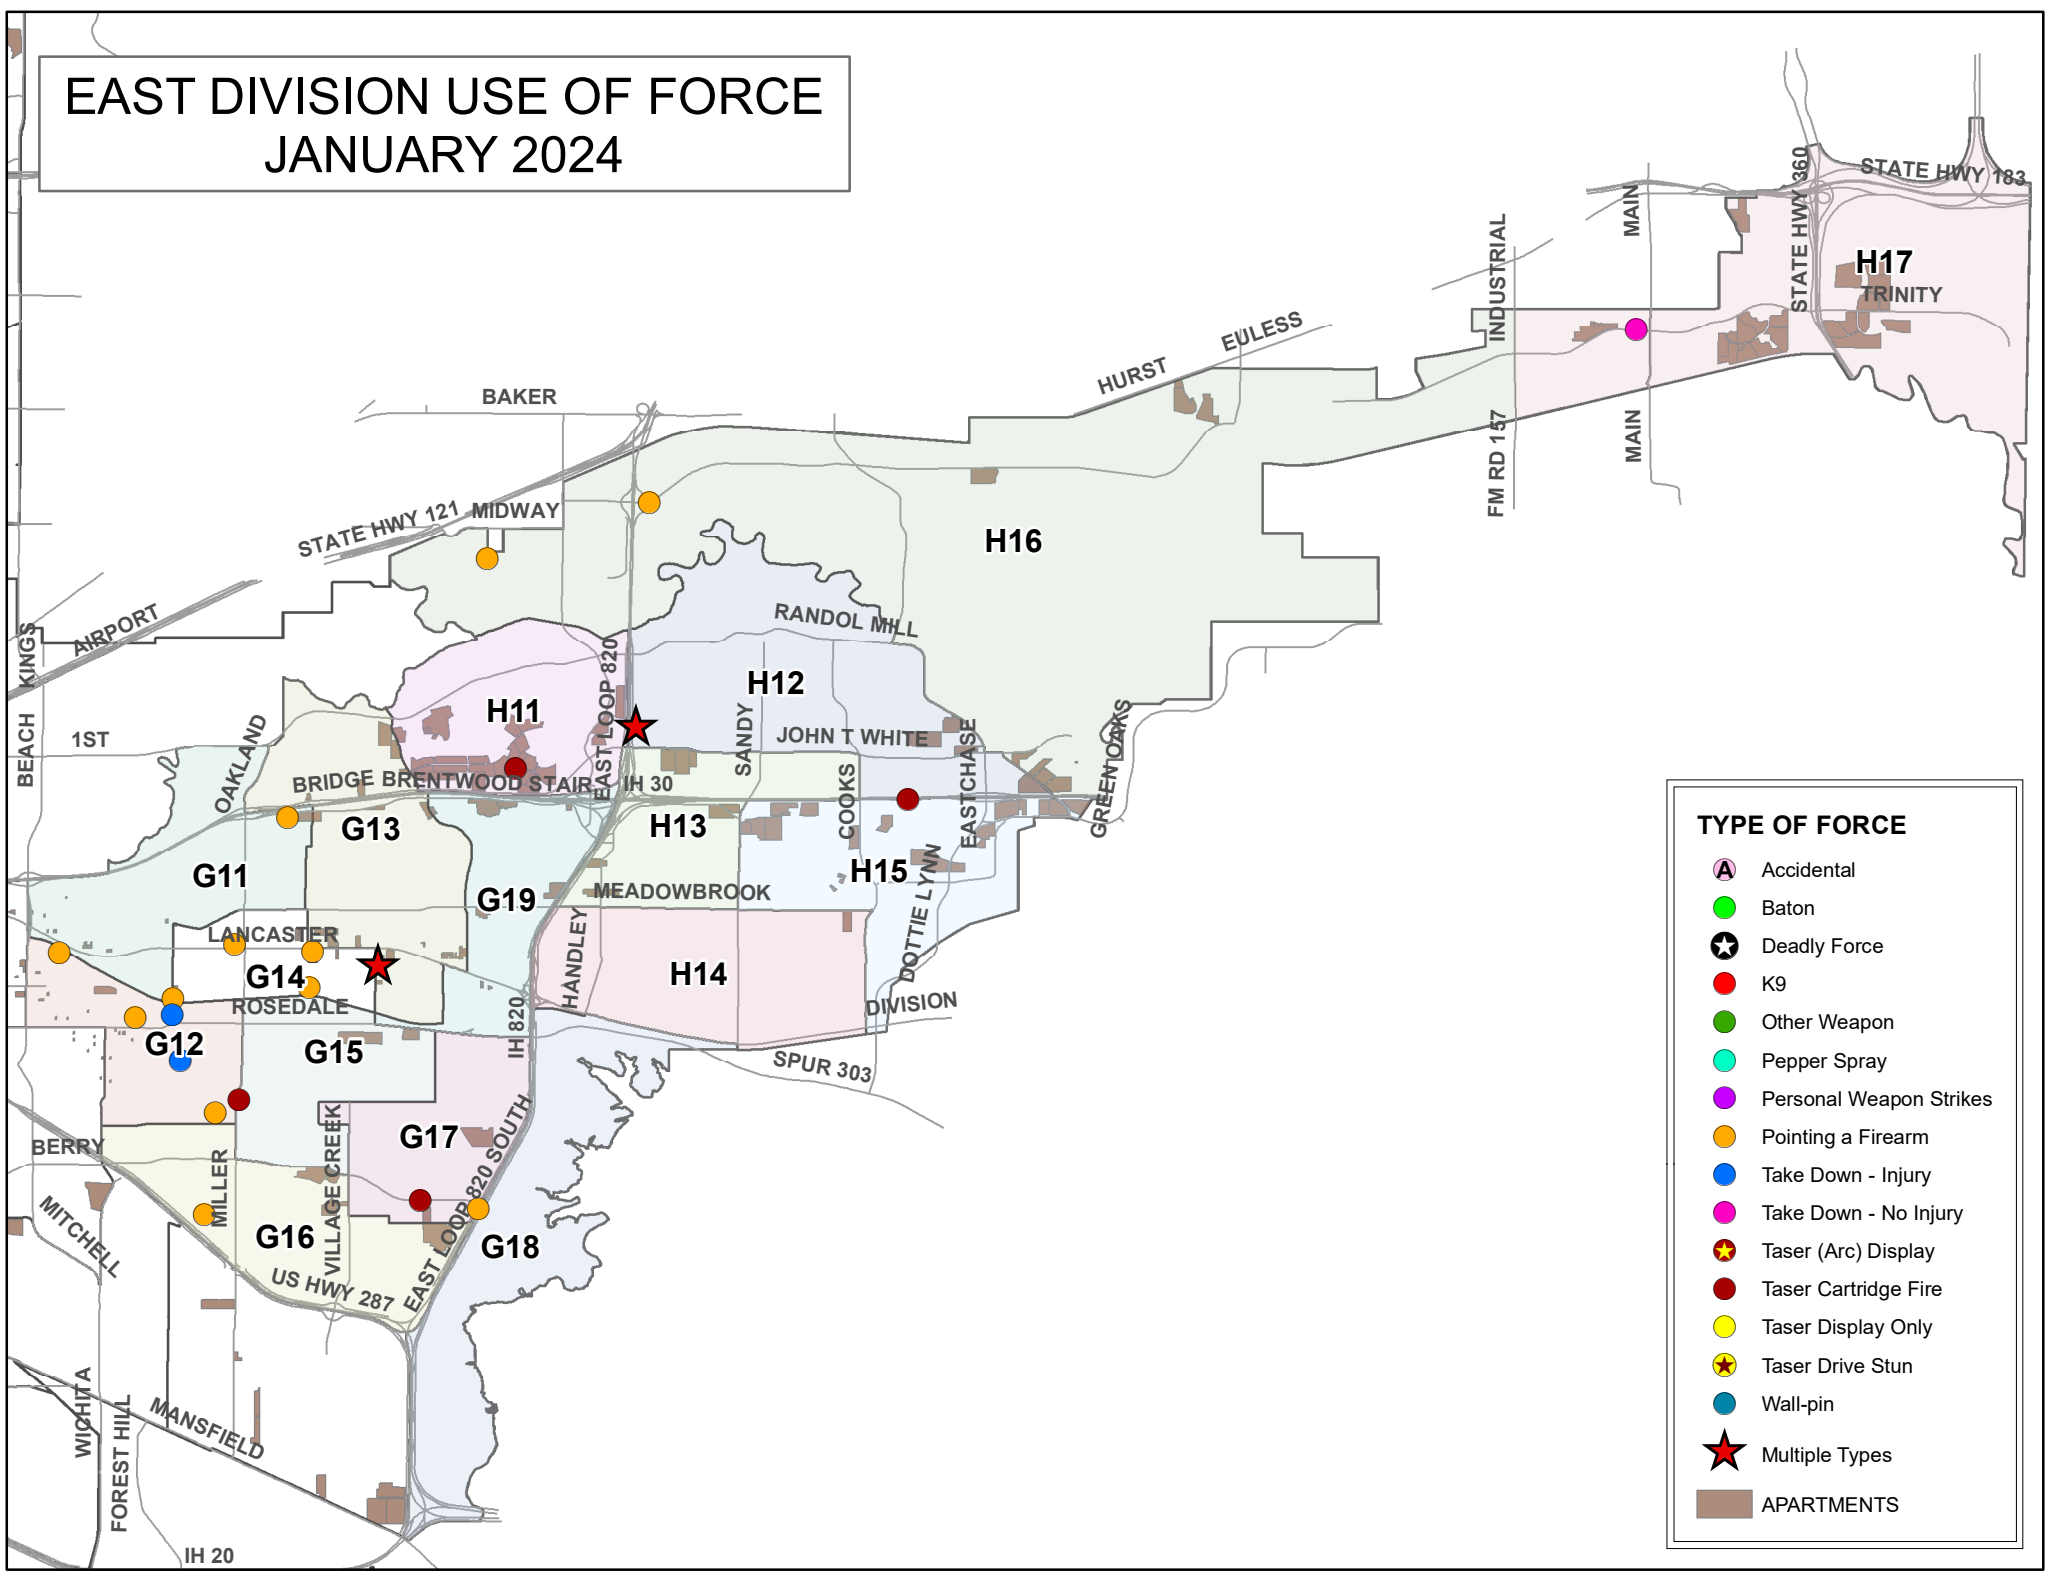 EAST DIVISION USE OF FORCE
JANUARY 2024
STATE HWY 183
STATE HWY 360
MAIN
INDUSTRIAL
H17
TRINITY
EULESS
HURST
BAKER
MAIN
FM RD 157
STATE HWY 121
MIDWAY
H16
AIRPORT
KINGS
RANDOL MILL
EAST LOOP 820
H12
H11
BEACH
1ST
OAKLAND
SANDY
JOHN T WHITE
EASTCHASE
GREEN OAKS
BRIDGE
BRENTWOOD STAIR
IH 30
COOKS
G13
H13
G11
H15
G19
MEADOWBROOK
DOTTIE LYNN
LANCASTER
HANDLEY
G14
H14
ROSEDALE
IH 820
DIVISION
G12
G15
SPUR 303
G17
BERRY
MILLER
VILLAGE CREEK
EAST LOOP 820 SOUTH
MITCHELL
G16
G18
US HWY 287
WICHITA
FOREST HILL
MANSFIELD
IH 20
TYPE OF FORCE
A Accidental
Baton
Deadly Force
K9
Other Weapon
Pepper Spray
Personal Weapon Strikes
Pointing a Firearm
Take Down - Injury
Take Down - No Injury
Taser (Arc) Display
Taser Cartridge Fire
Taser Display Only
Taser Drive Stun
Wall-pin
Multiple Types
APARTMENTS